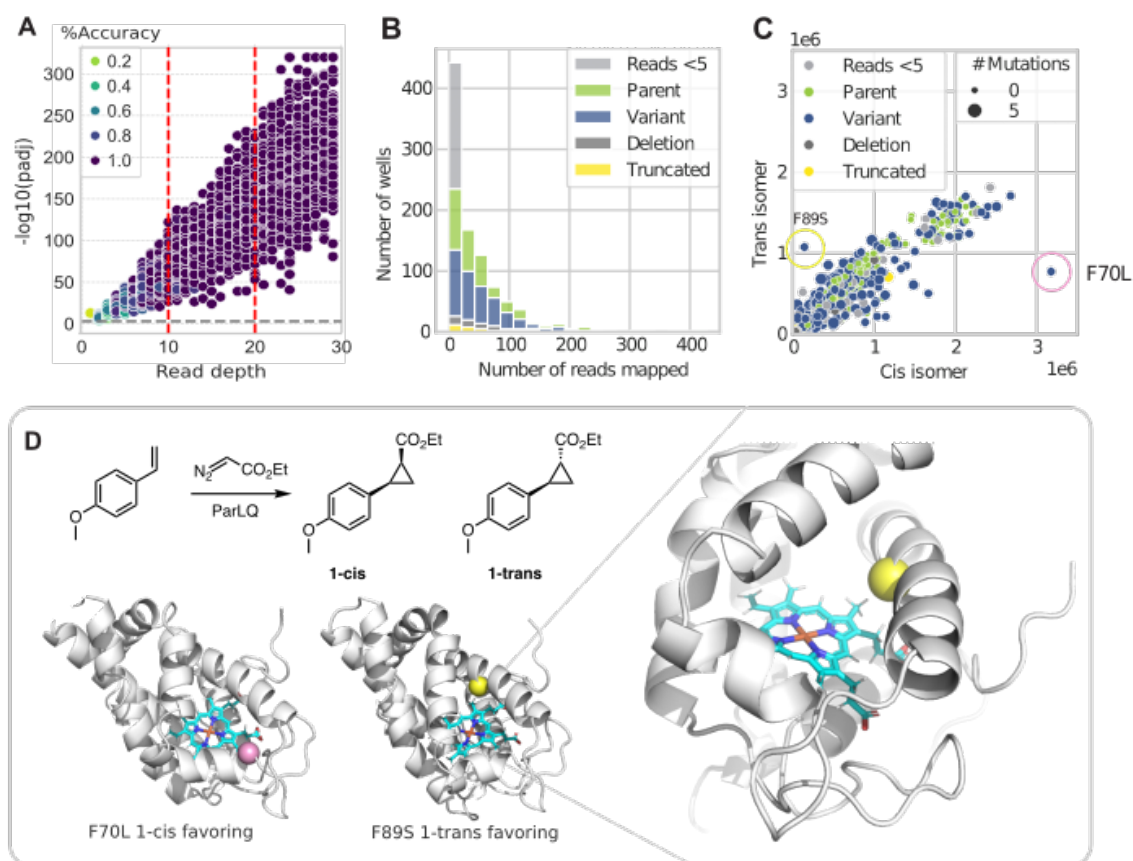 A
%Accuracy
0.2
0.4
0.6
0.8
1.0
-log10(padj)
300
250
200
150
100
50
0
0 10 20 30
Read depth
B
Reads <5
Parent
Variant
Deletion
Truncated
Number of wells
400
300
200
100
0
0 100 200 300 400
Number of reads mapped
C
1e6
Reads <5
Parent
Variant
Deletion
Truncated
# Mutations
0
5
Trans isomer
3
2
1
0
F89S
F70L
0 1 2 3
Cis isomer
1e6
D
N2
CO2Et
ParLQ
O
CO2Et
O
1-cis
CO2Et
O
1-trans
F70L 1-cis favoring
F89S 1-trans favoring